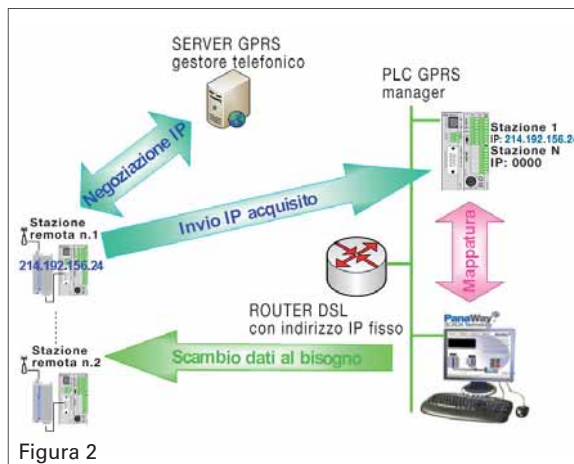 SERVER GPRS
gestore telefonico
PLC GPRS
manager
Stazione 1
IP: 214.192.156.24
Stazione N
IP: 0000
Negoziazione IP
Invio IP acquisito
Stazione
remota n.1
214.192.156.24
Mappatura
ROUTER DSL
con indirizzo IP fisso
PanaWay
Scambio dati al bisogno
Stazione
remota n.2
Figura 2